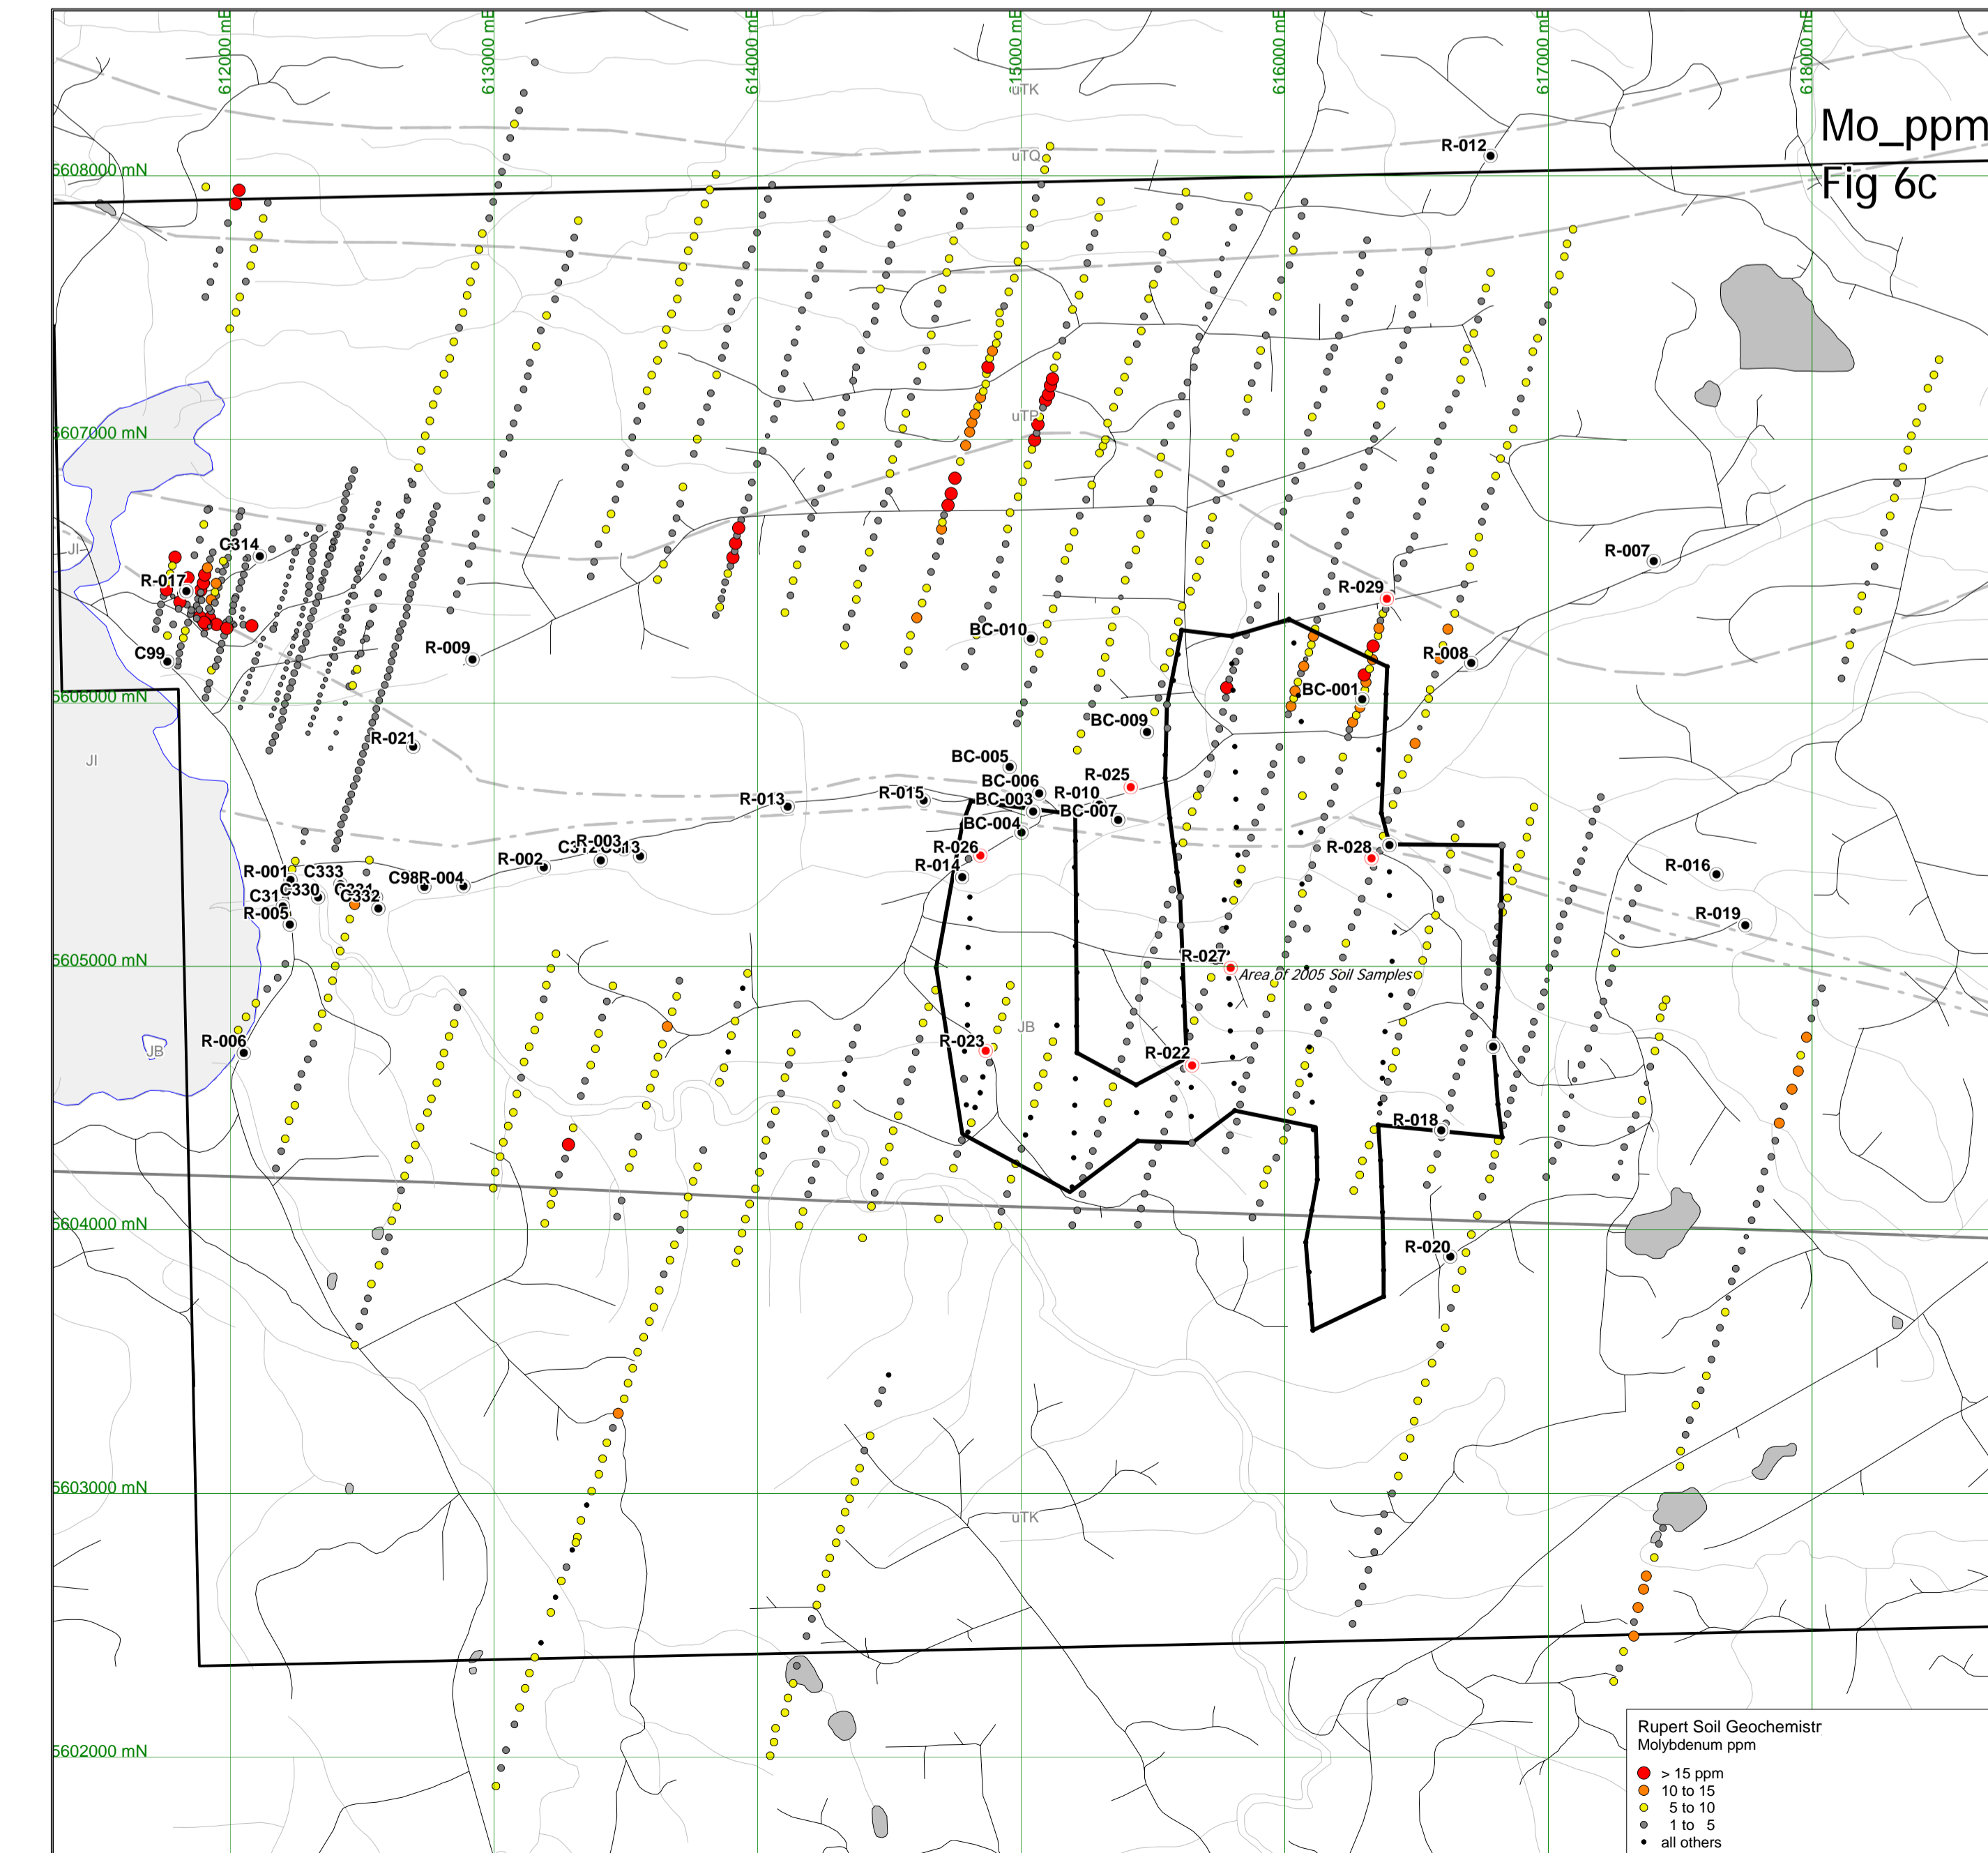 612000 mE
613000 mE
614000 mE
615000 mE
616000 mE
617000 mE
618000 mE
uTK
Mo_ppm
Fig 6c
R-012
uTQ
5608000 mN
uTP
5607000 mN
JI
C314
R-017
R-007
R-029
BC-010
C99
R-009
R-008
BC-001
5606000 mN
BC-009
R-021
JI
BC-005
R-025
BC-006
R-013
R-015
BC-003
R-010
BC-007
BC-004
R-003
R-026
R-028
R-002
R-014
R-001
C333
C98
R-004
R-016
C330
C332
R-005
R-019
R-027
5605000 mN
Area of 2005 Soil Samples
JB
R-006
JB
R-023
R-022
R-018
5604000 mN
R-020
5603000 mN
uTK
5602000 mN
Rupert Soil Geochemistr
Molybdenum ppm
> 15 ppm
10 to 15
5 to 10
1 to 5
all others